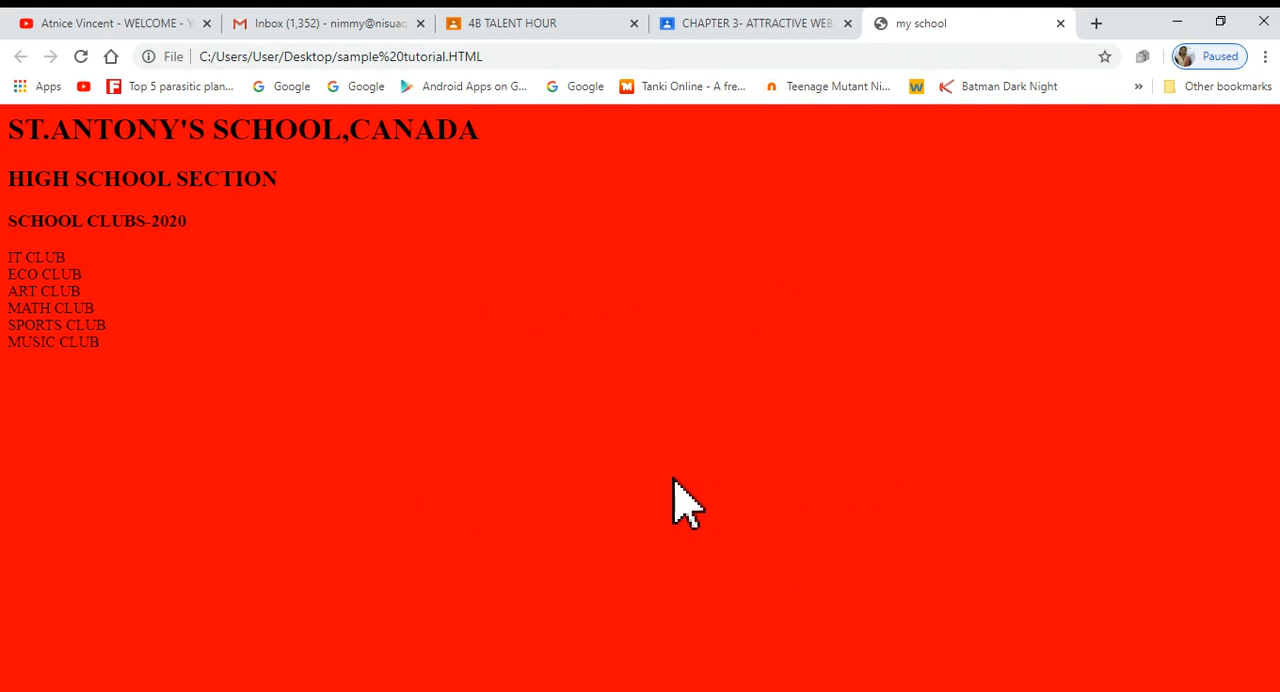 Atnice Vincent - WELCOME - Y
Inbox (1,352) - nimmy@nisuac
4B TALENT HOUR
CHAPTER 3- ATTRACTIVE WEB
my school
File
C:/Users/User/Desktop/sample%20tutorial.HTML
Paused
Apps
Top 5 parasitic plan...
Google
Google
Android Apps on G...
Google
Tanki Online - A fre...
Teenage Mutant Ni...
Batman Dark Night
»
Other bookmarks
ST.ANTONY'S SCHOOL,CANADA
HIGH SCHOOL SECTION
SCHOOL CLUBS-2020
IT CLUB
ECO CLUB
ART CLUB
MATH CLUB
SPORTS CLUB
MUSIC CLUB